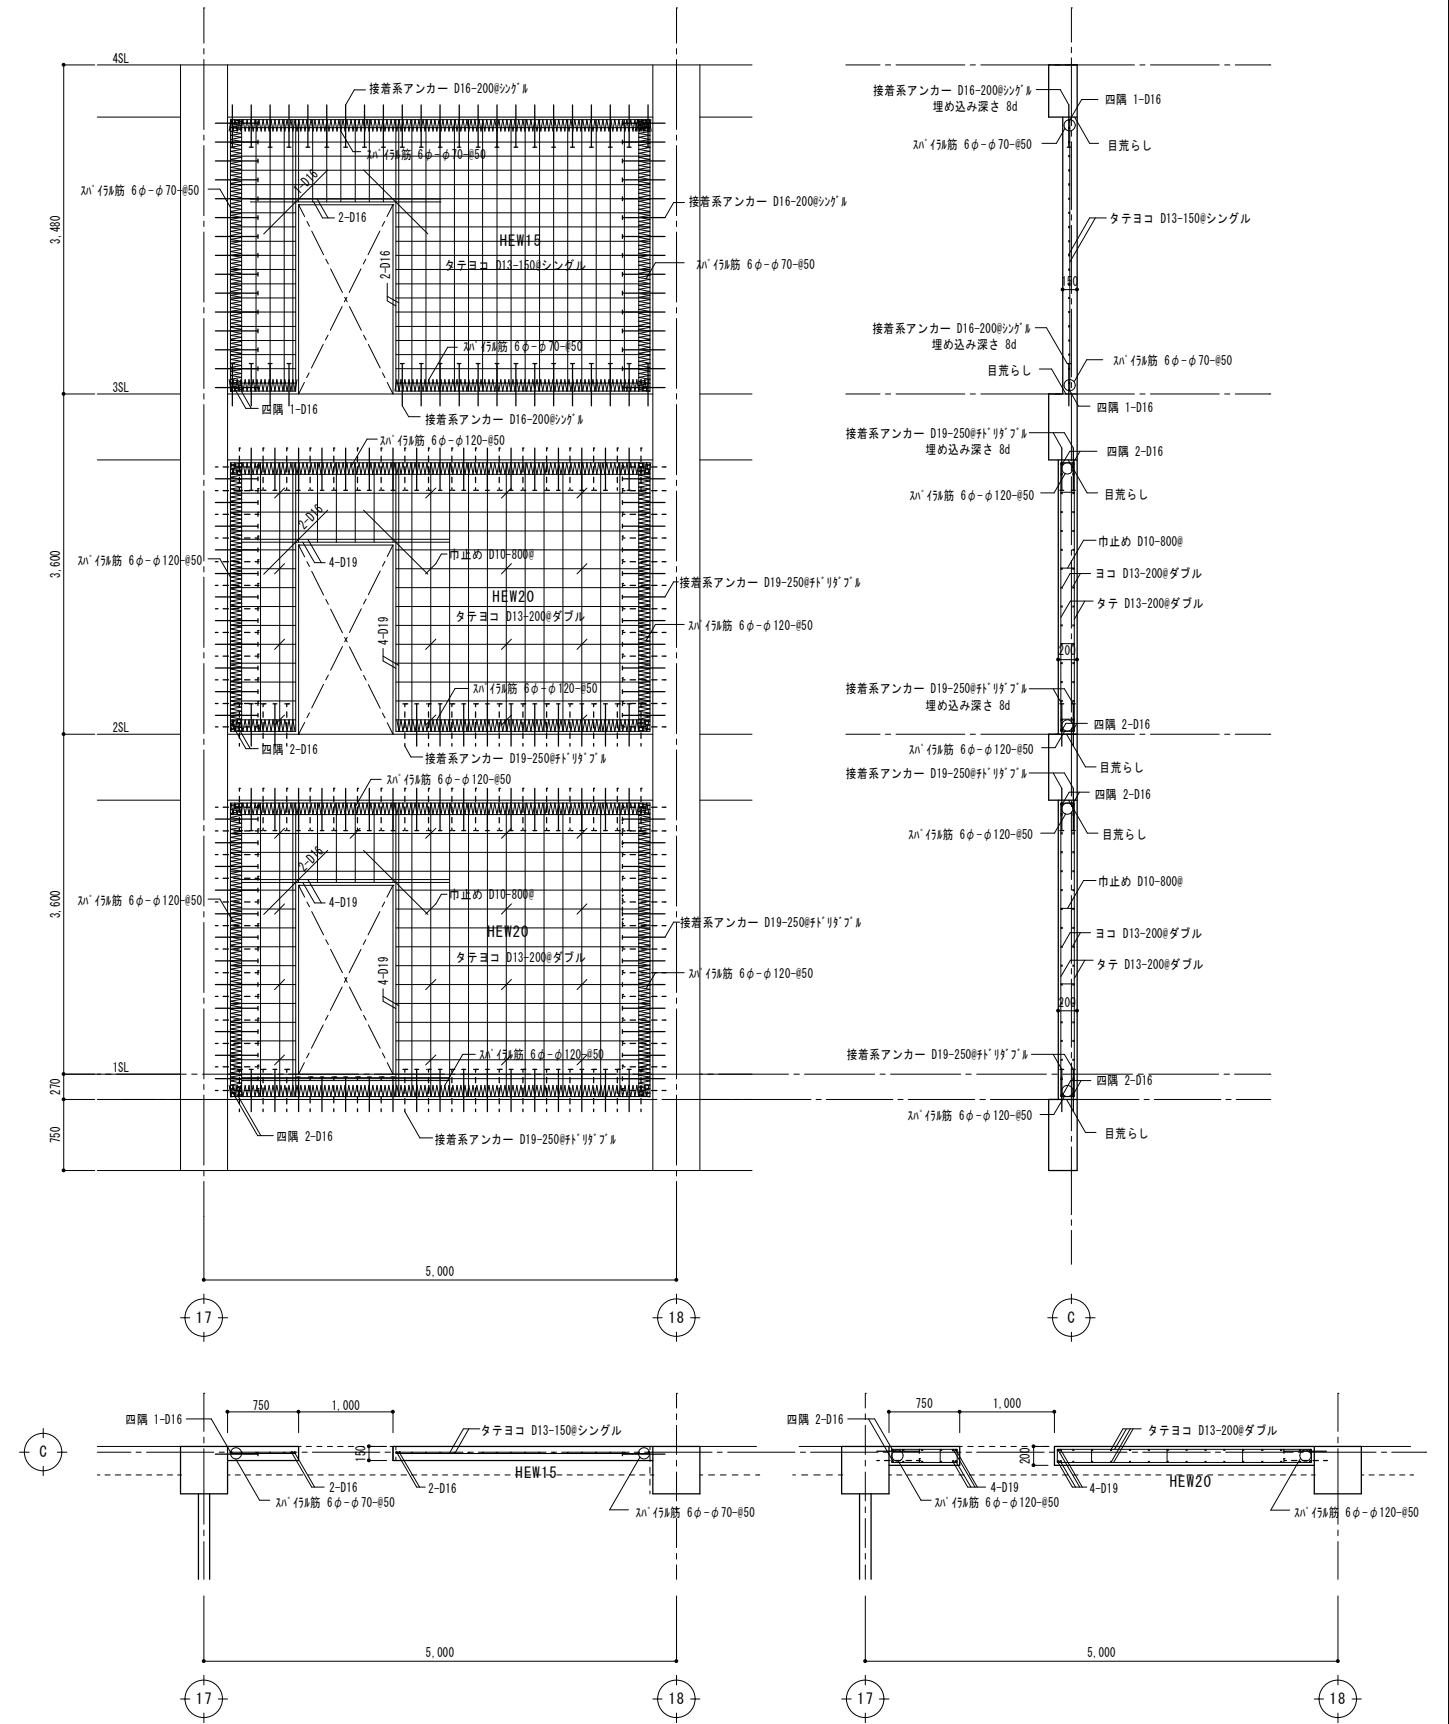 4SL
接着系アンカー D16-200@シングル
スパイラル筋 6φ-φ70-@50
1-D16
スパイラル筋 6φ-φ70-@50
2-D16
接着系アンカー D16-200@シングル
HEW15
2-D16
タテヨコ D13-150@シングル
スパイラル筋 6φ-φ70-@50
3,480
スパイラル筋 6φ-φ70-@50
3SL
四隅 1-D16
接着系アンカー D16-200@シングル
スパイラル筋 6φ-φ120-@50
2-D16
巾止め D10-800@
スパイラル筋 6φ-φ120-@50
4-D19
接着系アンカー D19-250@チドリダブル
3,600
HEW20
タテヨコ D13-200@ダブル
スパイラル筋 6φ-φ120-@50
4-D19
スパイラル筋 6φ-φ120-@50
2SL
四隅 2-D16
接着系アンカー D19-250@チドリダブル
スパイラル筋 6φ-φ120-@50
2-D16
巾止め D10-800@
スパイラル筋 6φ-φ120-@50
4-D19
接着系アンカー D19-250@チドリダブル
3,600
HEW20
タテヨコ D13-200@ダブル
4-D19
スパイラル筋 6φ-φ120-@50
スパイラル筋 6φ-φ120-@50
1SL
270
750
四隅 2-D16
接着系アンカー D19-250@チドリダブル
5,000
17
18
接着系アンカー D16-200@シングル
埋め込み深さ 8d
四隅 1-D16
スパイラル筋 6φ-φ70-@50
目荒らし
タテヨコ D13-150@シングル
150
接着系アンカー D16-200@シングル
埋め込み深さ 8d
スパイラル筋 6φ-φ70-@50
目荒らし
四隅 1-D16
接着系アンカー D19-250@チドリダブル
埋め込み深さ 8d
四隅 2-D16
スパイラル筋 6φ-φ120-@50
目荒らし
巾止め D10-800@
ヨコ D13-200@ダブル
タテ D13-200@ダブル
200
接着系アンカー D19-250@チドリダブル
埋め込み深さ 8d
四隅 2-D16
スパイラル筋 6φ-φ120-@50
目荒らし
接着系アンカー D19-250@チドリダブル
四隅 2-D16
スパイラル筋 6φ-φ120-@50
目荒らし
巾止め D10-800@
ヨコ D13-200@ダブル
タテ D13-200@ダブル
200
接着系アンカー D19-250@チドリダブル
四隅 2-D16
スパイラル筋 6φ-φ120-@50
目荒らし
C
C
750
1,000
四隅 1-D16
タテヨコ D13-150@シングル
150
HEW15
2-D16
2-D16
スパイラル筋 6φ-φ70-@50
スパイラル筋 6φ-φ70-@50
5,000
17
18
750
1,000
四隅 2-D16
タテヨコ D13-200@ダブル
200
HEW20
4-D19
4-D19
スパイラル筋 6φ-φ120-@50
スパイラル筋 6φ-φ120-@50
5,000
17
18